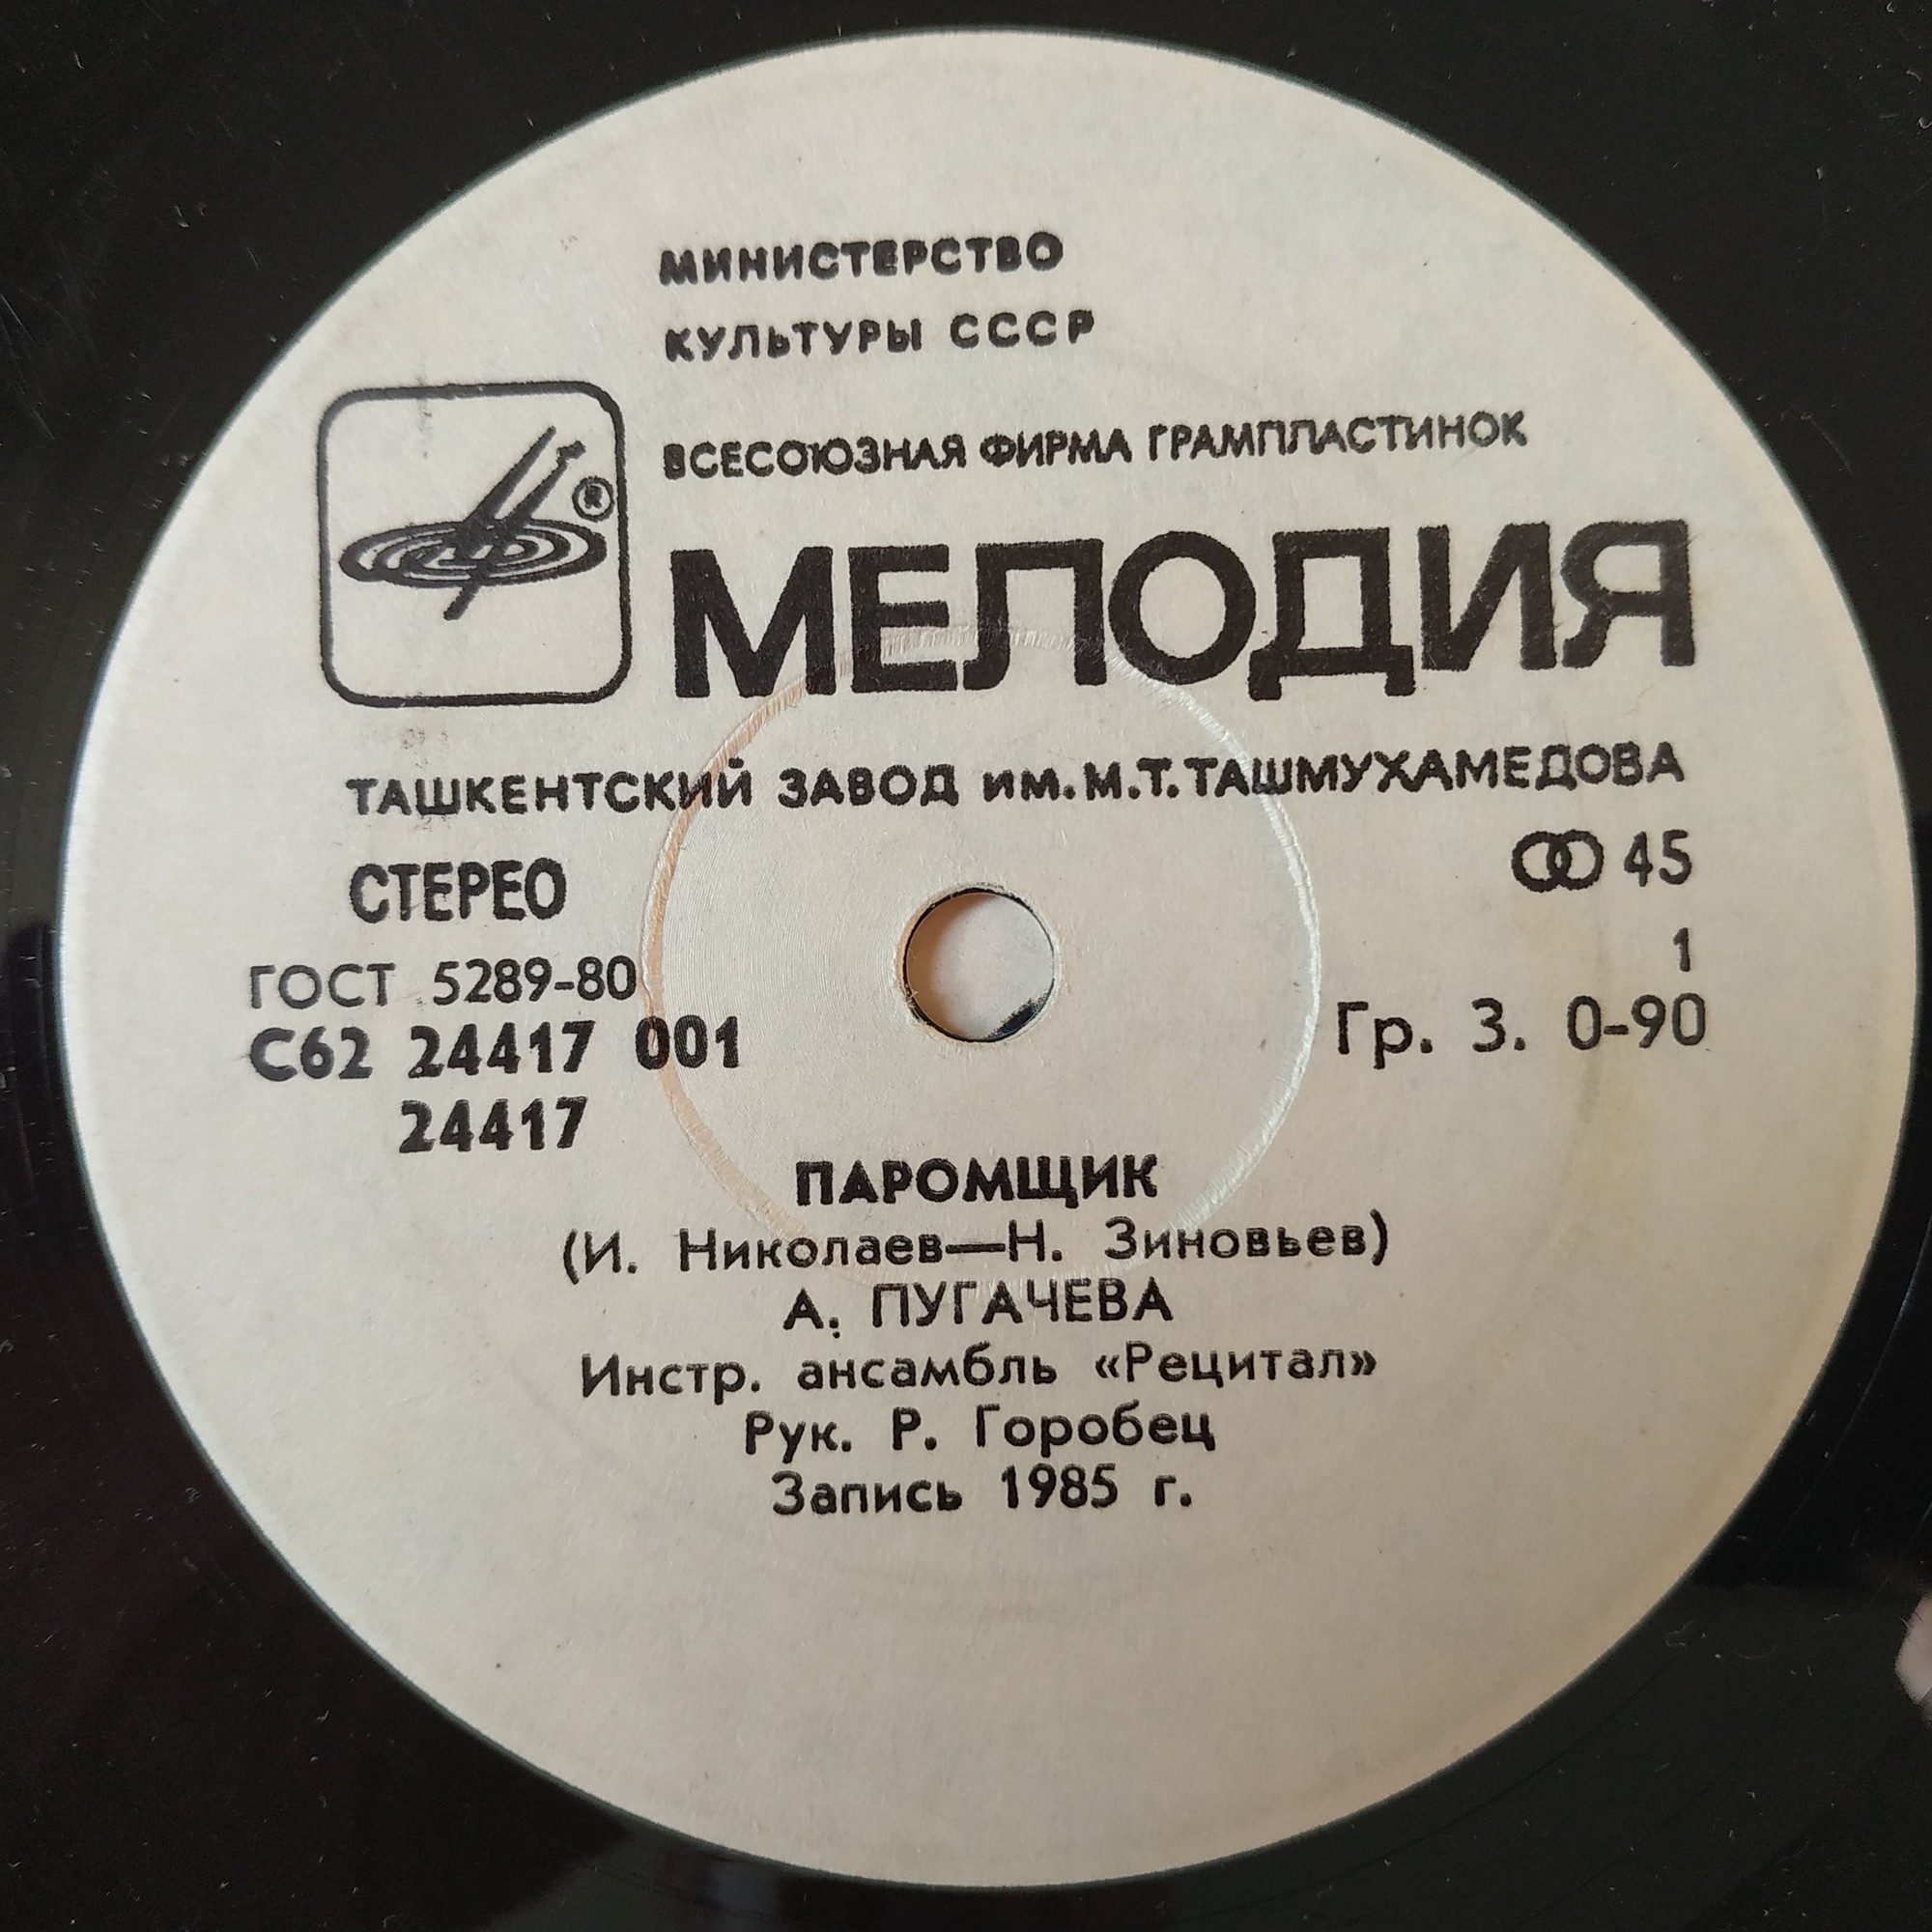 МИНИСТЕРСТВО
КУЛЬТУРЫ СССР
ВСЕСОЮЗНАЯ ФИРМА ГРАМПЛАСТИНОК
®
МЕЛОДИЯ
ТАШКЕНТСКИЙ ЗАВОД им.М.Т.ТАШМУХАМЕДОВА
СТЕРЕО
45
ГОСТ 5289-80
1
С62 24417 001
Гр. 3. 0-90
24417
ПАРОМЩИК
(И. Николаев—Н. Зиновьев)
А. ПУГАЧЕВА
Инстр. ансамбль «Рецитал»
Рук. Р. Горобец
Запись 1985 г.